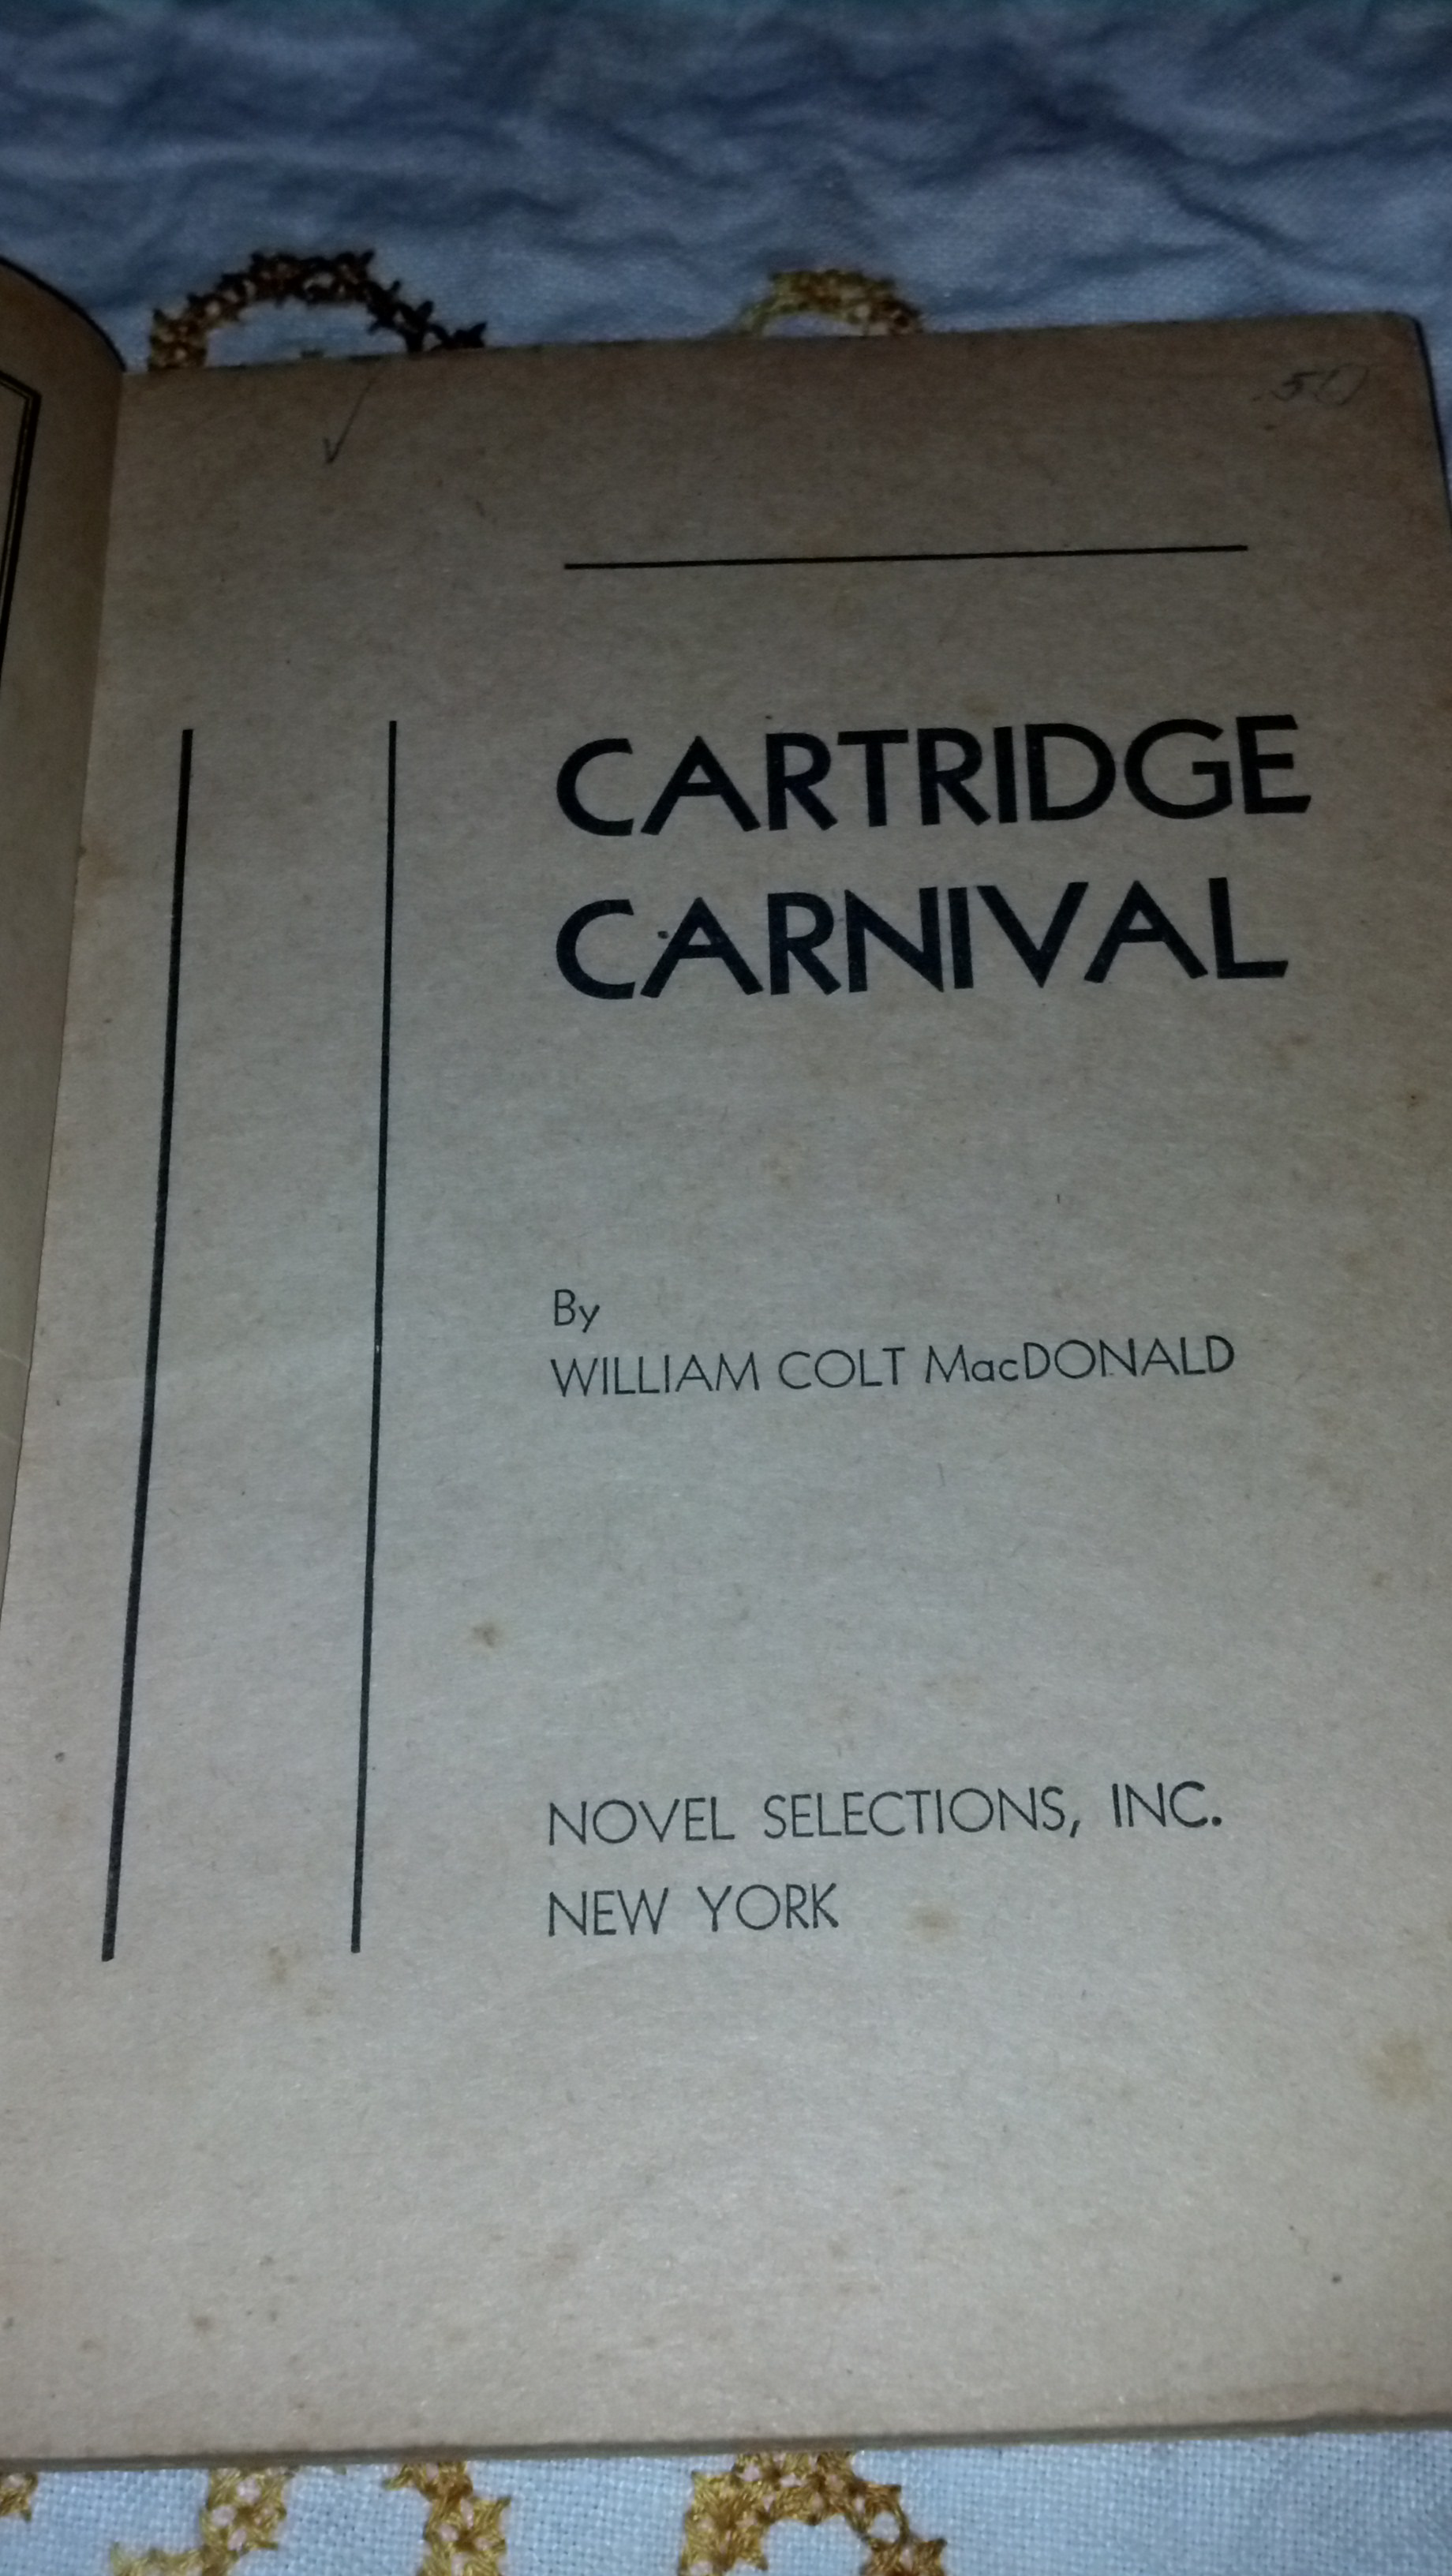 CARTRIDGE
CARNIVAL
By
WILLIAM COLT MacDONALD
NOVEL SELECTIONS, INC.
NEW YORK